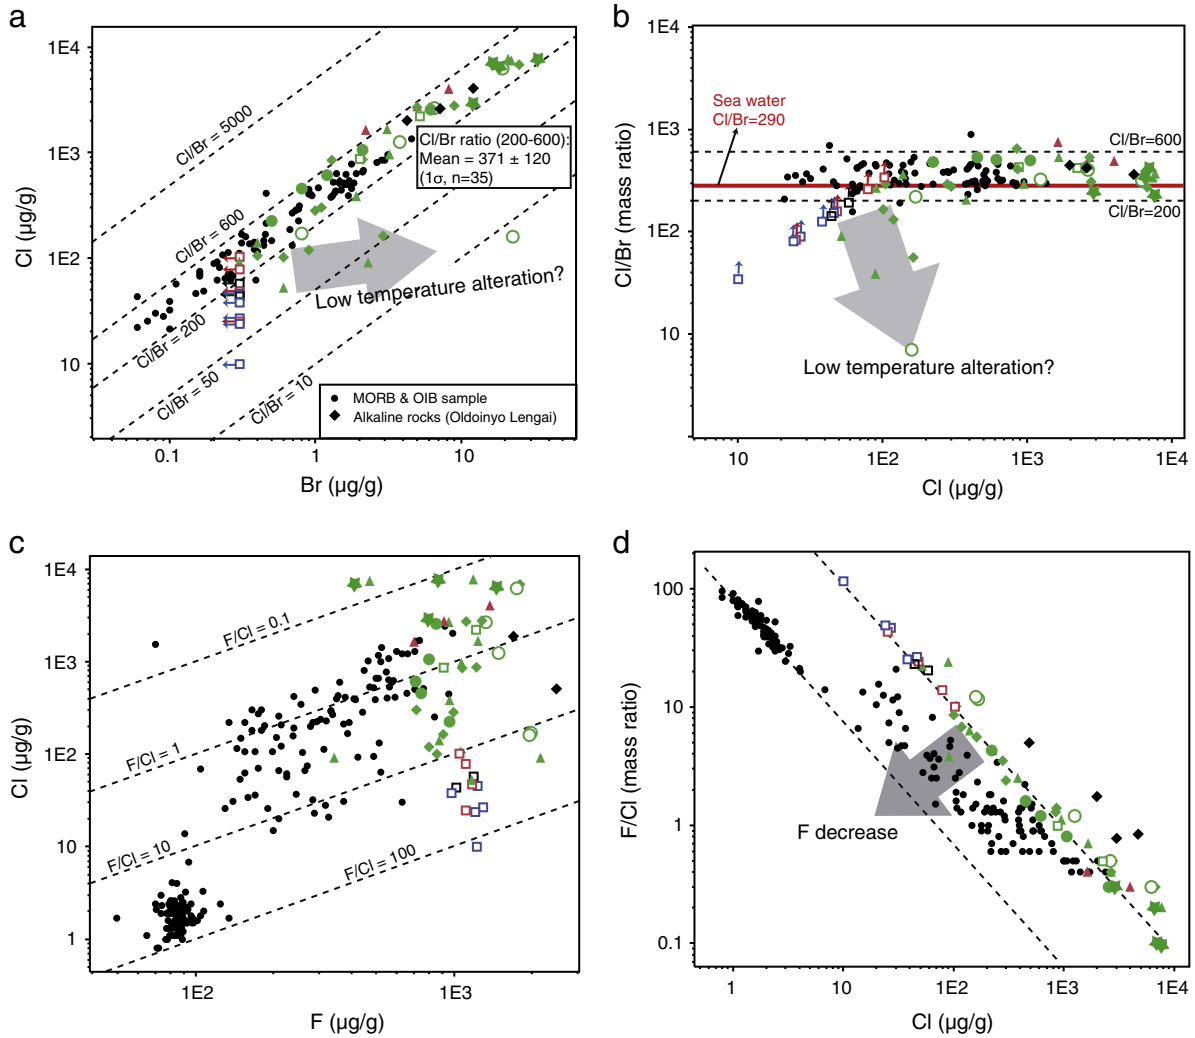 a
1E4
1E3
1E2
10
Cl (µg/g)
0.1
1
10
Br (µg/g)
Cl/Br = 5000
Cl/Br = 600
Cl/Br = 200
Cl/Br = 50
Cl/Br = 10
Cl/Br ratio (200-600):
Mean = 371 ± 120
(1σ, n=35)
Low temperature alteration?
MORB & OIB sample
Alkaline rocks (Oldoinyo Lengai)
b
1E4
1E3
1E2
10
Cl/Br (mass ratio)
10
1E2
1E3
1E4
Cl (µg/g)
Sea water
Cl/Br=290
Cl/Br=600
Cl/Br=200
Low temperature alteration?
c
1E4
1E3
1E2
10
1
Cl (µg/g)
1E2
1E3
F (µg/g)
F/Cl = 0.1
F/Cl = 1
F/Cl = 10
F/Cl = 100
d
100
10
1
0.1
F/Cl (mass ratio)
1
10
1E2
1E3
1E4
Cl (µg/g)
F decrease